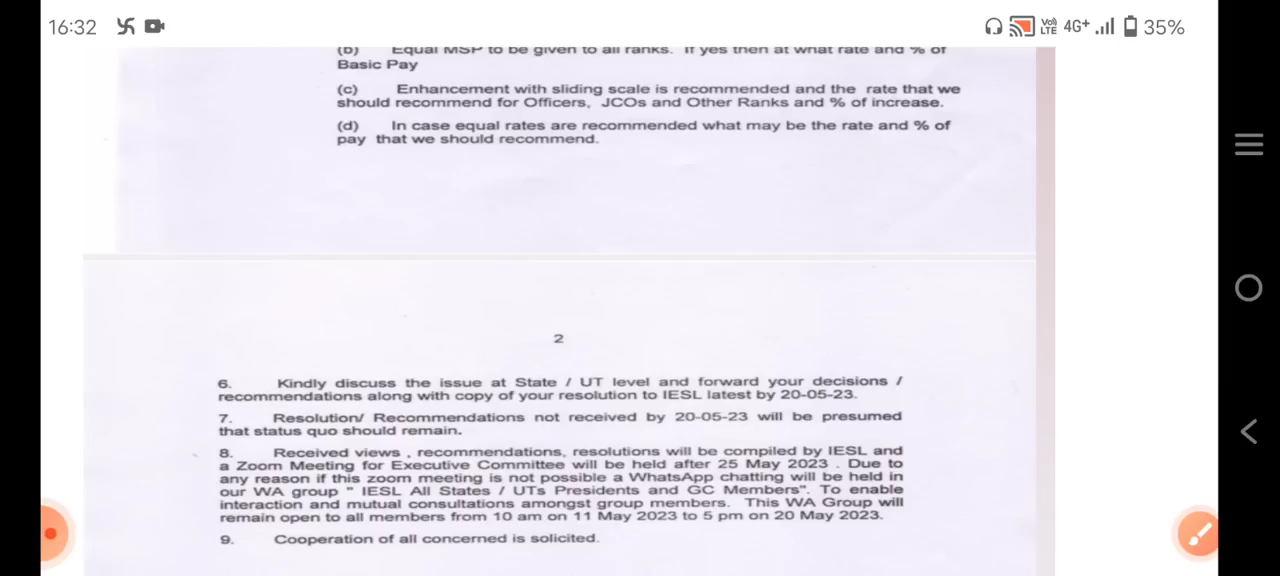 16:32
VoD LTE 4G+ 35%
(b) Equal MSP to be given to all ranks. If yes then at what rate and % of
Basic Pay
(c) Enhancement with sliding scale is recommended and the rate that we
should recommend for Officers, JCOs and Other Ranks and % of increase.
(d) In case equal rates are recommended what may be the rate and % of
pay that we should recommend.
2
6. Kindly discuss the issue at State / UT level and forward your decisions /
recommendations along with copy of your resolution to IESL latest by 20-05-23.
7. Resolution/ Recommendations not received by 20-05-23 will be presumed
that status quo should remain.
8. Received views , recommendations, resolutions will be compiled by IESL and
a Zoom Meeting for Executive Committee will be held after 25 May 2023 . Due to
any reason if this zoom meeting is not possible a WhatsApp chatting will be held in
our WA group " IESL All States / UTs Presidents and GC Members". To enable
interaction and mutual consultations amongst group members. This WA Group will
remain open to all members from 10 am on 11 May 2023 to 5 pm on 20 May 2023.
9. Cooperation of all concerned is solicited.